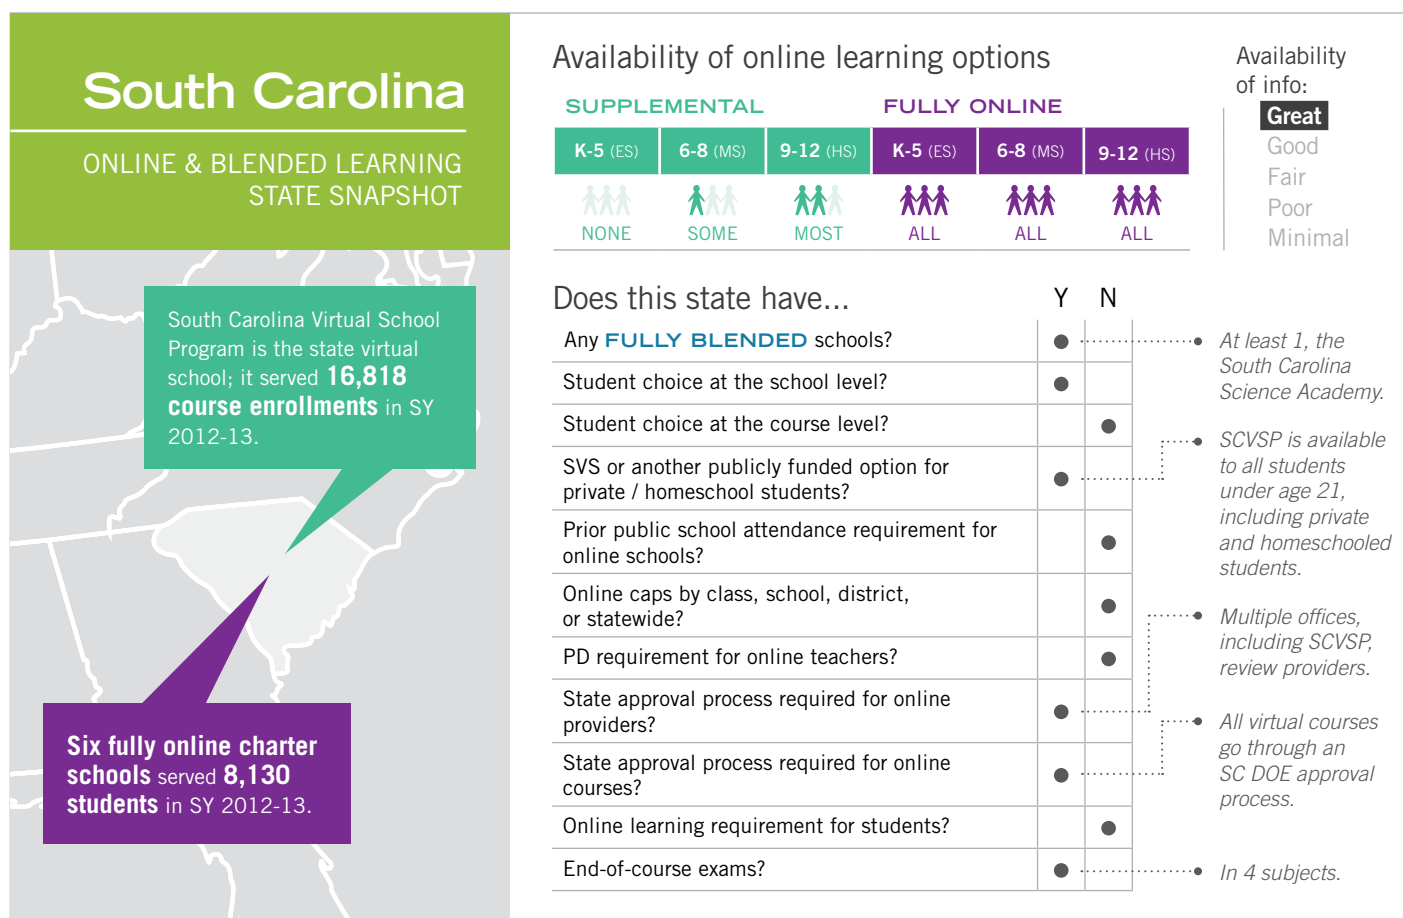 South Carolina
ONLINE & BLENDED LEARNING
STATE SNAPSHOT
South Carolina Virtual School
Program is the state virtual
school; it served 16,818
course enrollments in SY
2012-13.
Six fully online charter
schools served 8,130
students in SY 2012-13.
Availability of online learning options
SUPPLEMENTAL FULLY ONLINE
K-5 (ES) 6-8 (MS) 9-12 (HS) K-5 (ES) 6-8 (MS) 9-12 (HS)
NONE SOME MOST ALL ALL ALL
Availability
of info:
Great
Good
Fair
Poor
Minimal
Does this state have... Y N
Any FULLY BLENDED schools?
Student choice at the school level?
Student choice at the course level?
SVS or another publicly funded option for
private / homeschool students?
Prior public school attendance requirement for
online schools?
Online caps by class, school, district,
or statewide?
PD requirement for online teachers?
State approval process required for online
providers?
State approval process required for online
courses?
Online learning requirement for students?
End-of-course exams?
At least 1, the
South Carolina
Science Academy.
SCVSP is available
to all students
under age 21,
including private
and homeschooled
students.
Multiple offices,
including SCVSP,
review providers.
All virtual courses
go through an
SC DOE approval
process.
In 4 subjects.